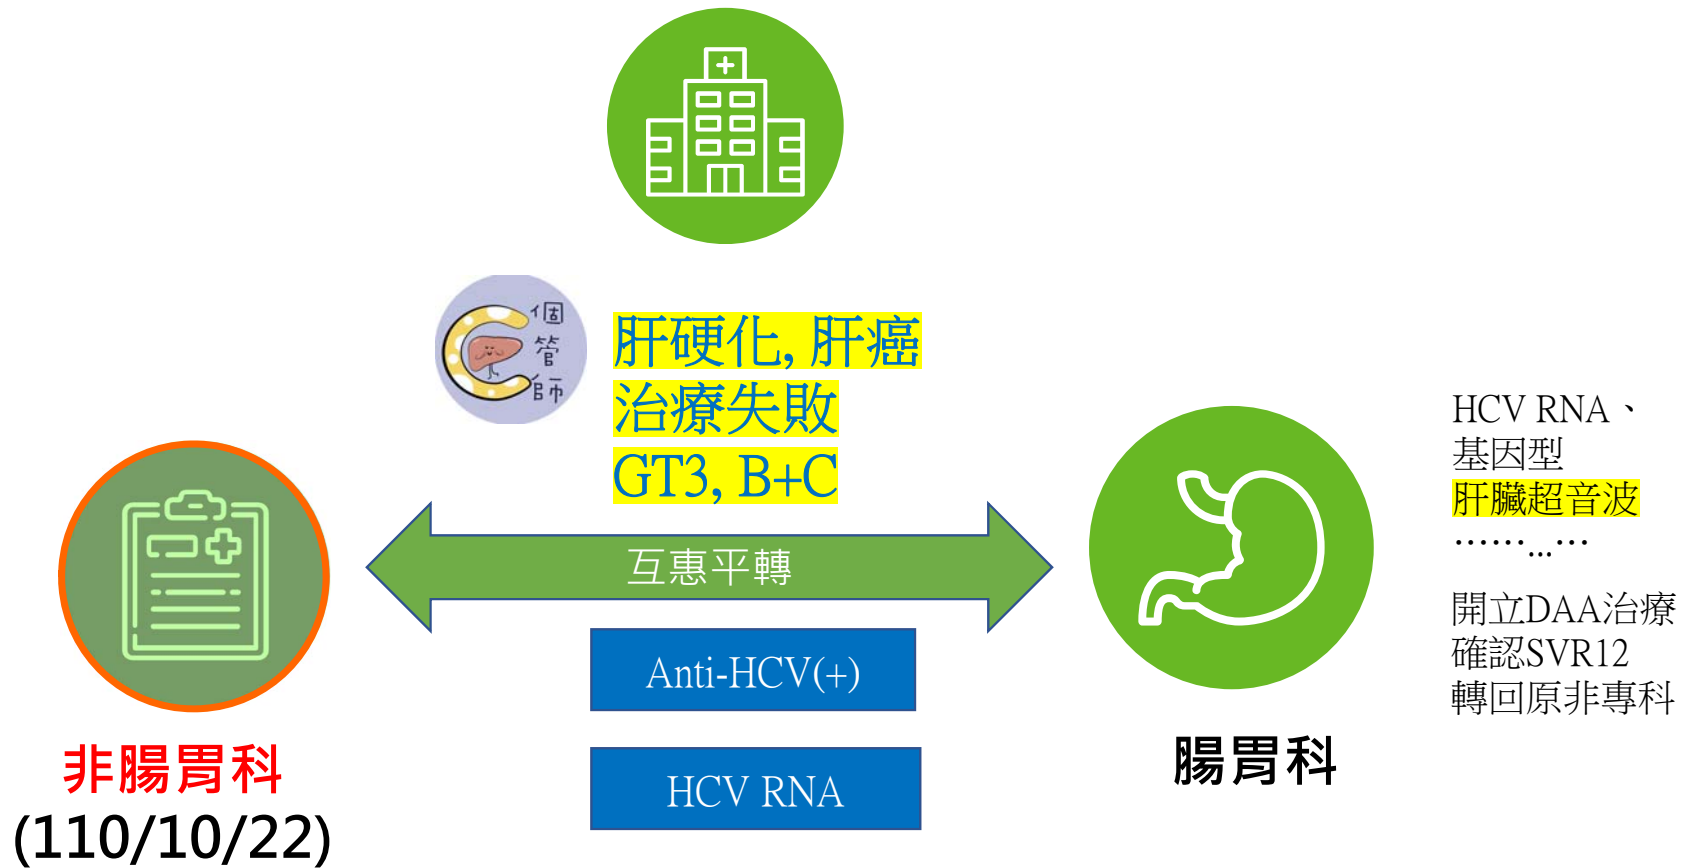 個
管
師
肝硬化, 肝癌
治療失敗
GT3, B+C
互惠平轉
Anti-HCV(+)
HCV RNA
非腸胃科
(110/10/22)
腸胃科
HCV RNA、
基因型
肝臟超音波
……...…
開立DAA治療
確認SVR12
轉回原非專科